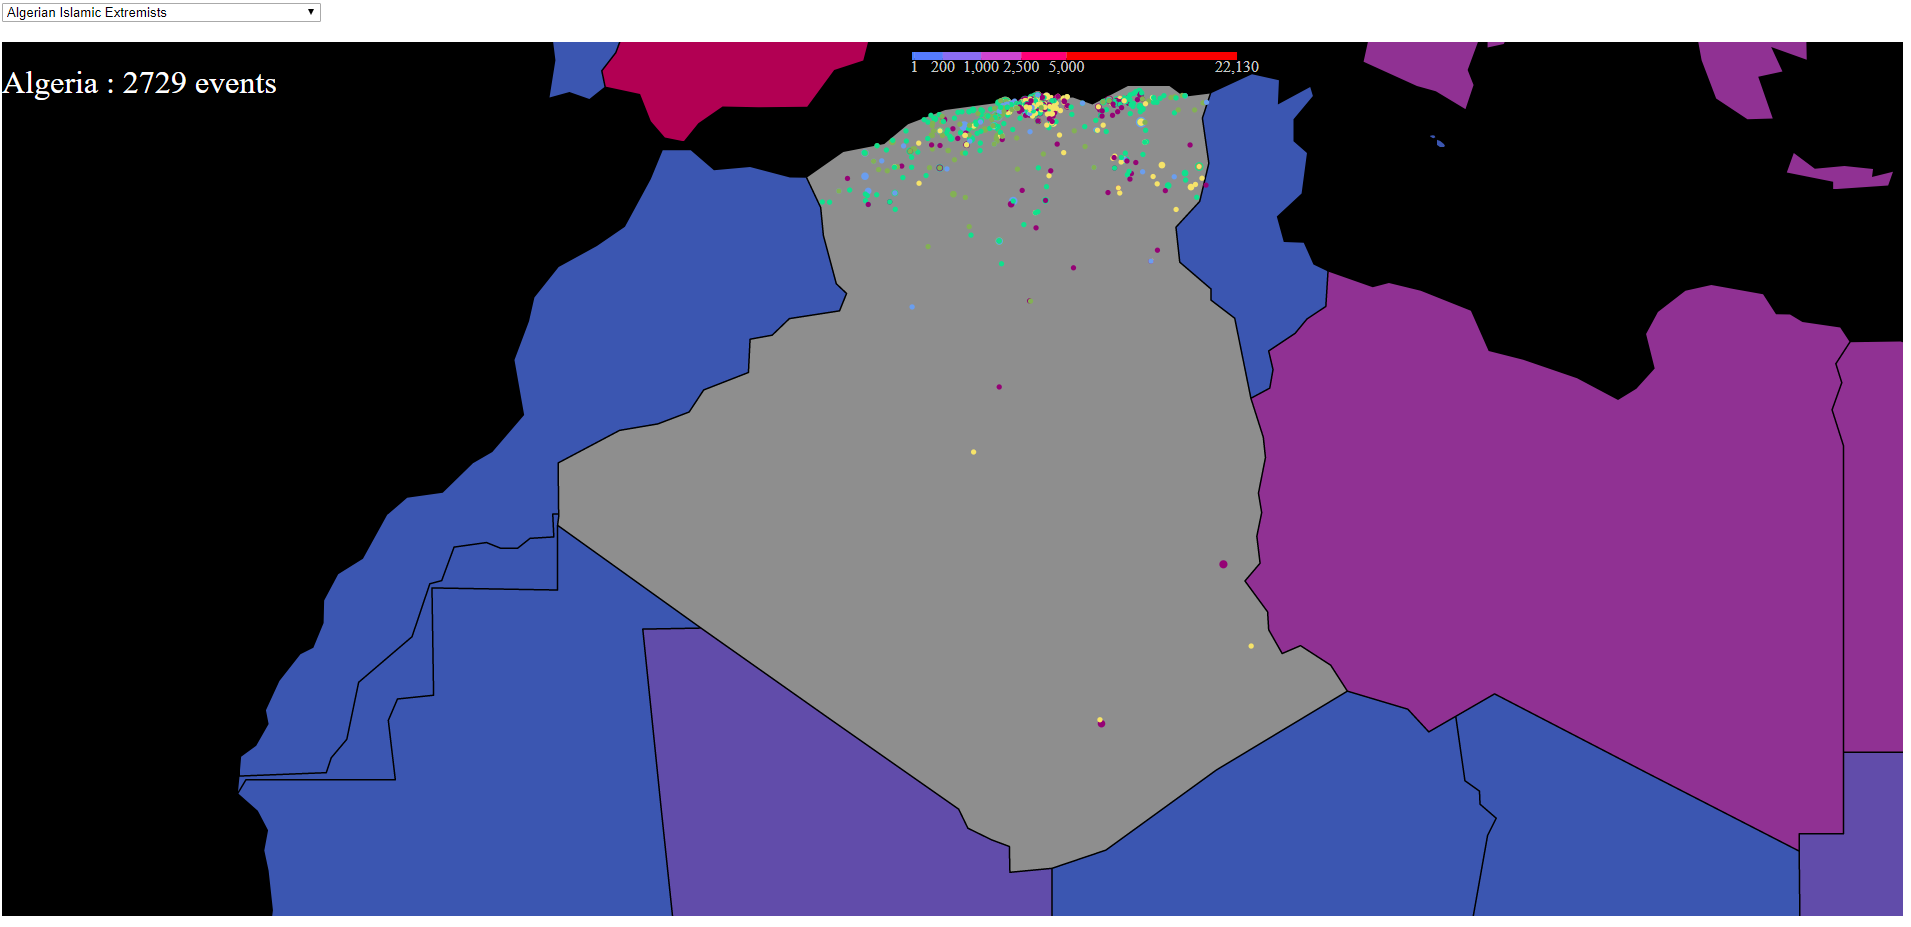 Algerian Islamic Extremists
1 200 1,000 2,500 5,000 22,130
Algeria : 2729 events